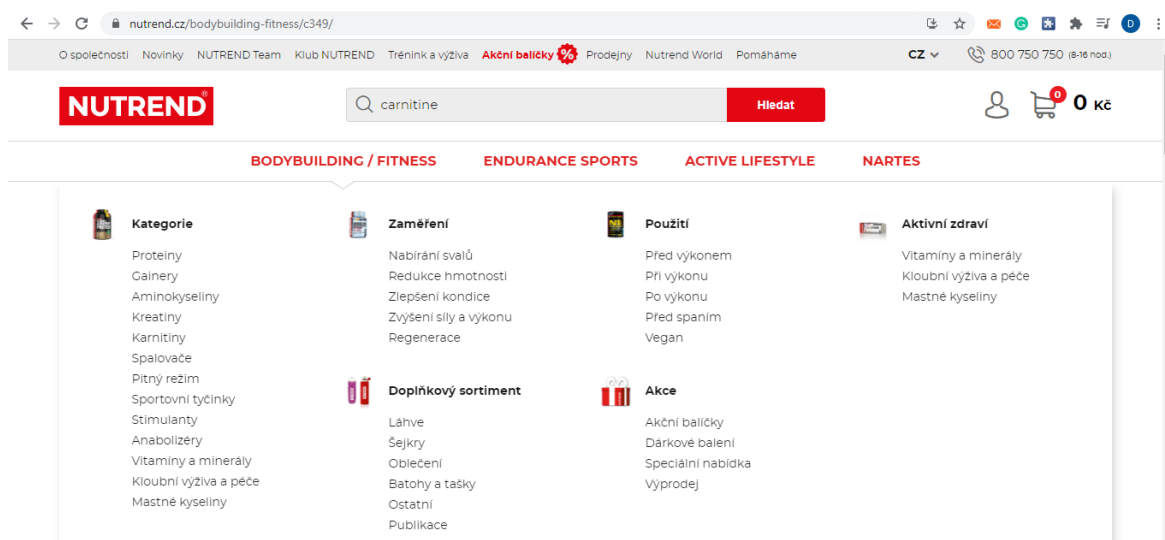 nutrend.cz/bodybuilding-fitness/c349/
O společnosti Novinky NUTREND Team Klub NUTREND Trénink a výživa Akční balíčky % Prodejny Nutrend World Pomáháme CZ 800 750 750 (8-16 hod.)
NUTREND® carnitine Hledat 0 0 Kč
BODYBUILDING / FITNESS ENDURANCE SPORTS ACTIVE LIFESTYLE NARTES
Kategorie
Proteiny
Gainery
Aminokyseliny
Kreatiny
Karnitiny
Spalovače
Pitný režim
Sportovní tyčinky
Stimulanty
Anabolizéry
Vitamíny a minerály
Kloubní výživa a péče
Mastné kyseliny
Zaměření
Nabírání svalů
Redukce hmotnosti
Zlepšení kondice
Zvýšení síly a výkonu
Regenerace
Doplňkový sortiment
Láhve
Šejkry
Oblečení
Batohy a tašky
Ostatní
Publikace
Použití
Před výkonem
Při výkonu
Po výkonu
Před spaním
Vegan
Akce
Akční balíčky
Dárkové balení
Speciální nabídka
Výprodej
Aktivní zdraví
Vitamíny a minerály
Kloubní výživa a péče
Mastné kyseliny